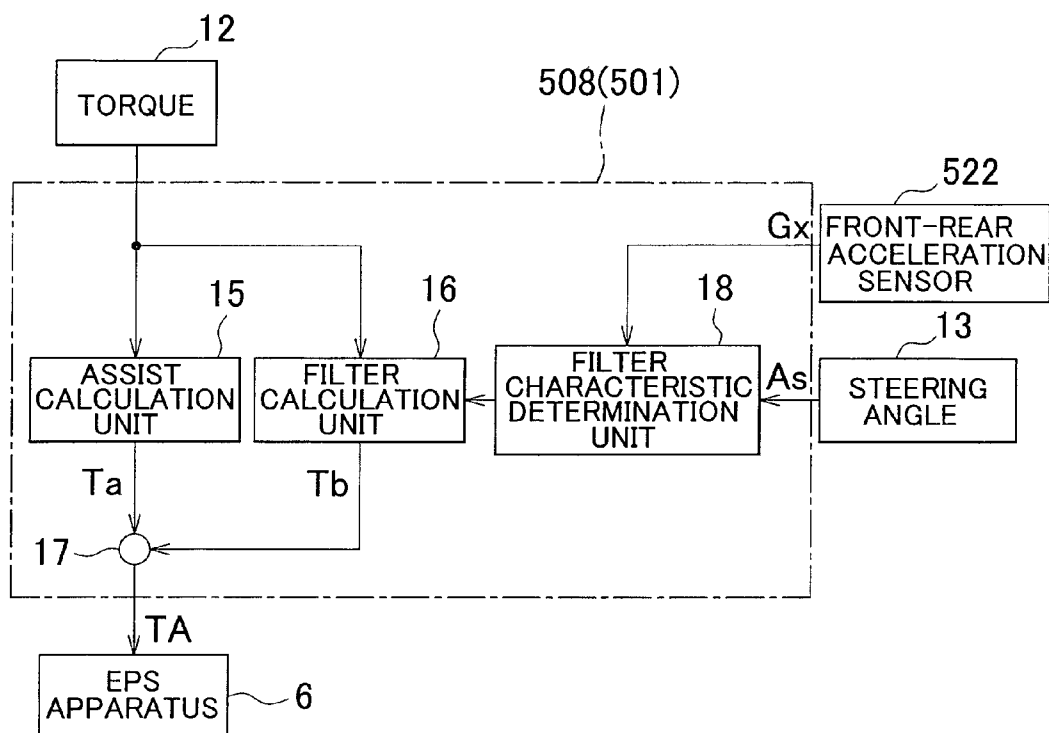 12
TORQUE
508(501)
522
Gx
FRONT-REAR
ACCELERATION
SENSOR
15
16
18
13
ASSIST
CALCULATION
UNIT
FILTER
CALCULATION
UNIT
FILTER
CHARACTERISTIC
DETERMINATION
UNIT
As
STEERING
ANGLE
Ta
Tb
17
TA
EPS
APPARATUS
6